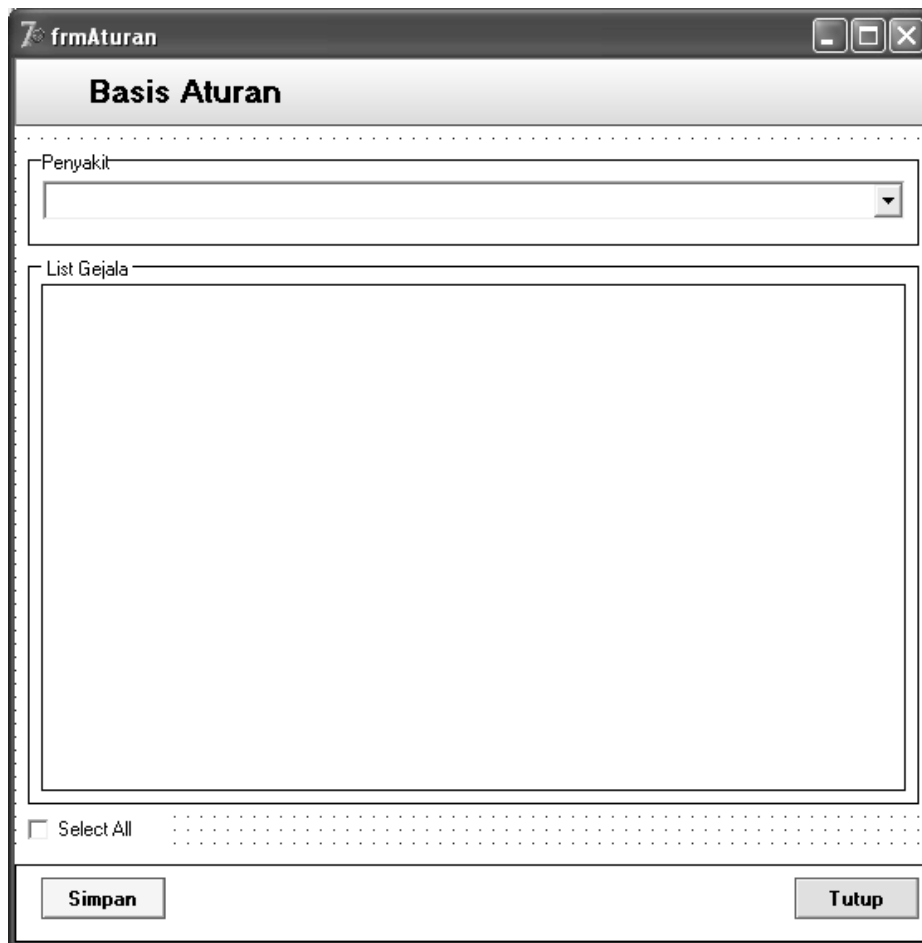 frmAturan
Basis Aturan
Penyakit
List Gejala
Select All
Simpan
Tutup